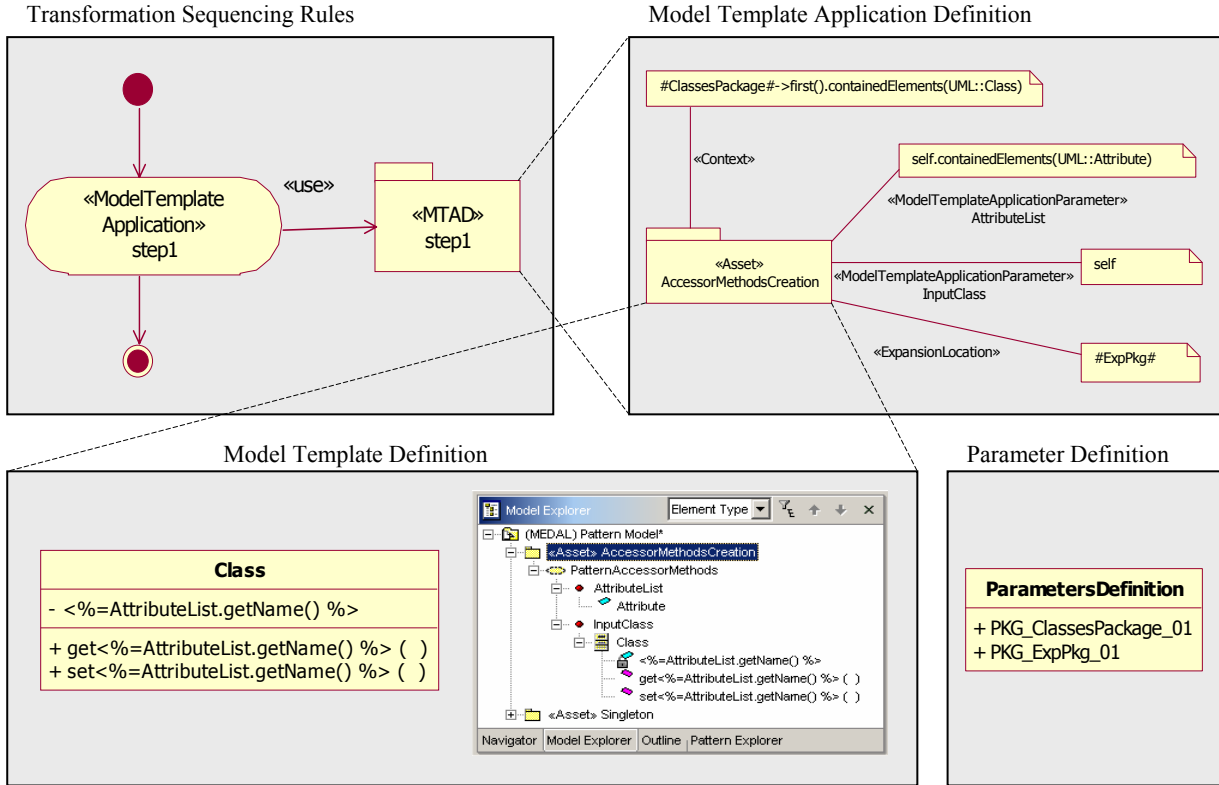 Transformation Sequencing Rules
Model Template Application Definition
«ModelTemplate
Application»
step1
«use»
«MTAD»
step1
#ClassesPackage#->first().containedElements(UML::Class)
«Context»
self.containedElements(UML::Attribute)
«ModelTemplateApplicationParameter»
AttributeList
«Asset»
AccessorMethodsCreation
self
«ModelTemplateApplicationParameter»
InputClass
«ExpansionLocation»
#ExpPkg#
Model Template Definition
Parameter Definition
Class
- <%=AttributeList.getName() %>
+ get<%=AttributeList.getName() %> ( )
+ set<%=AttributeList.getName() %> ( )
Model Explorer
Element Type
(MEDAL) Pattern Model*
«Asset» AccessorMethodsCreation
PatternAccessorMethods
AttributeList
Attribute
InputClass
Class
<%=AttributeList.getName() %>
get<%=AttributeList.getName() %> ( )
set<%=AttributeList.getName() %> ( )
«Asset» Singleton
Navigator Model Explorer Outline Pattern Explorer
ParametersDefinition
+ PKG_ClassesPackage_01
+ PKG_ExpPkg_01